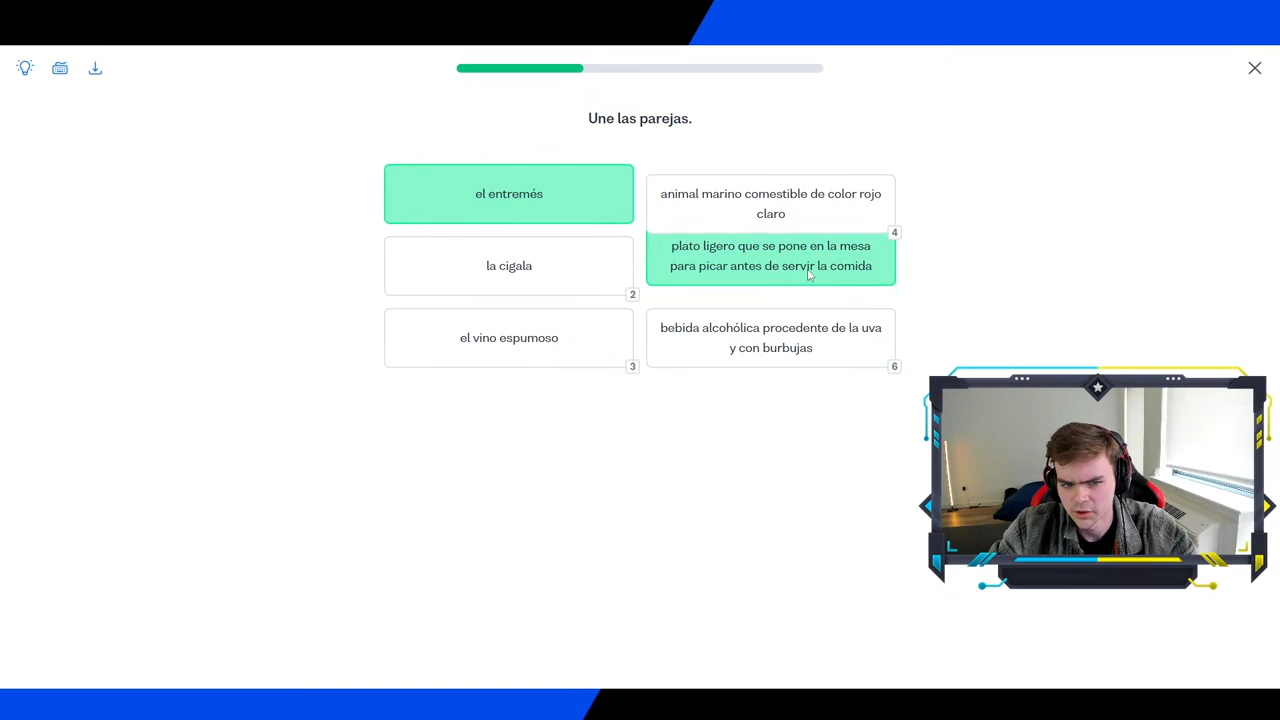 Une las parejas.
el entremés
animal marino comestible de color rojo
claro
4
la cigala
2
plato ligero que se pone en la mesa
para picar antes de servir la comida
el vino espumoso
3
bebida alcohólica procedente de la uva
y con burbujas
6